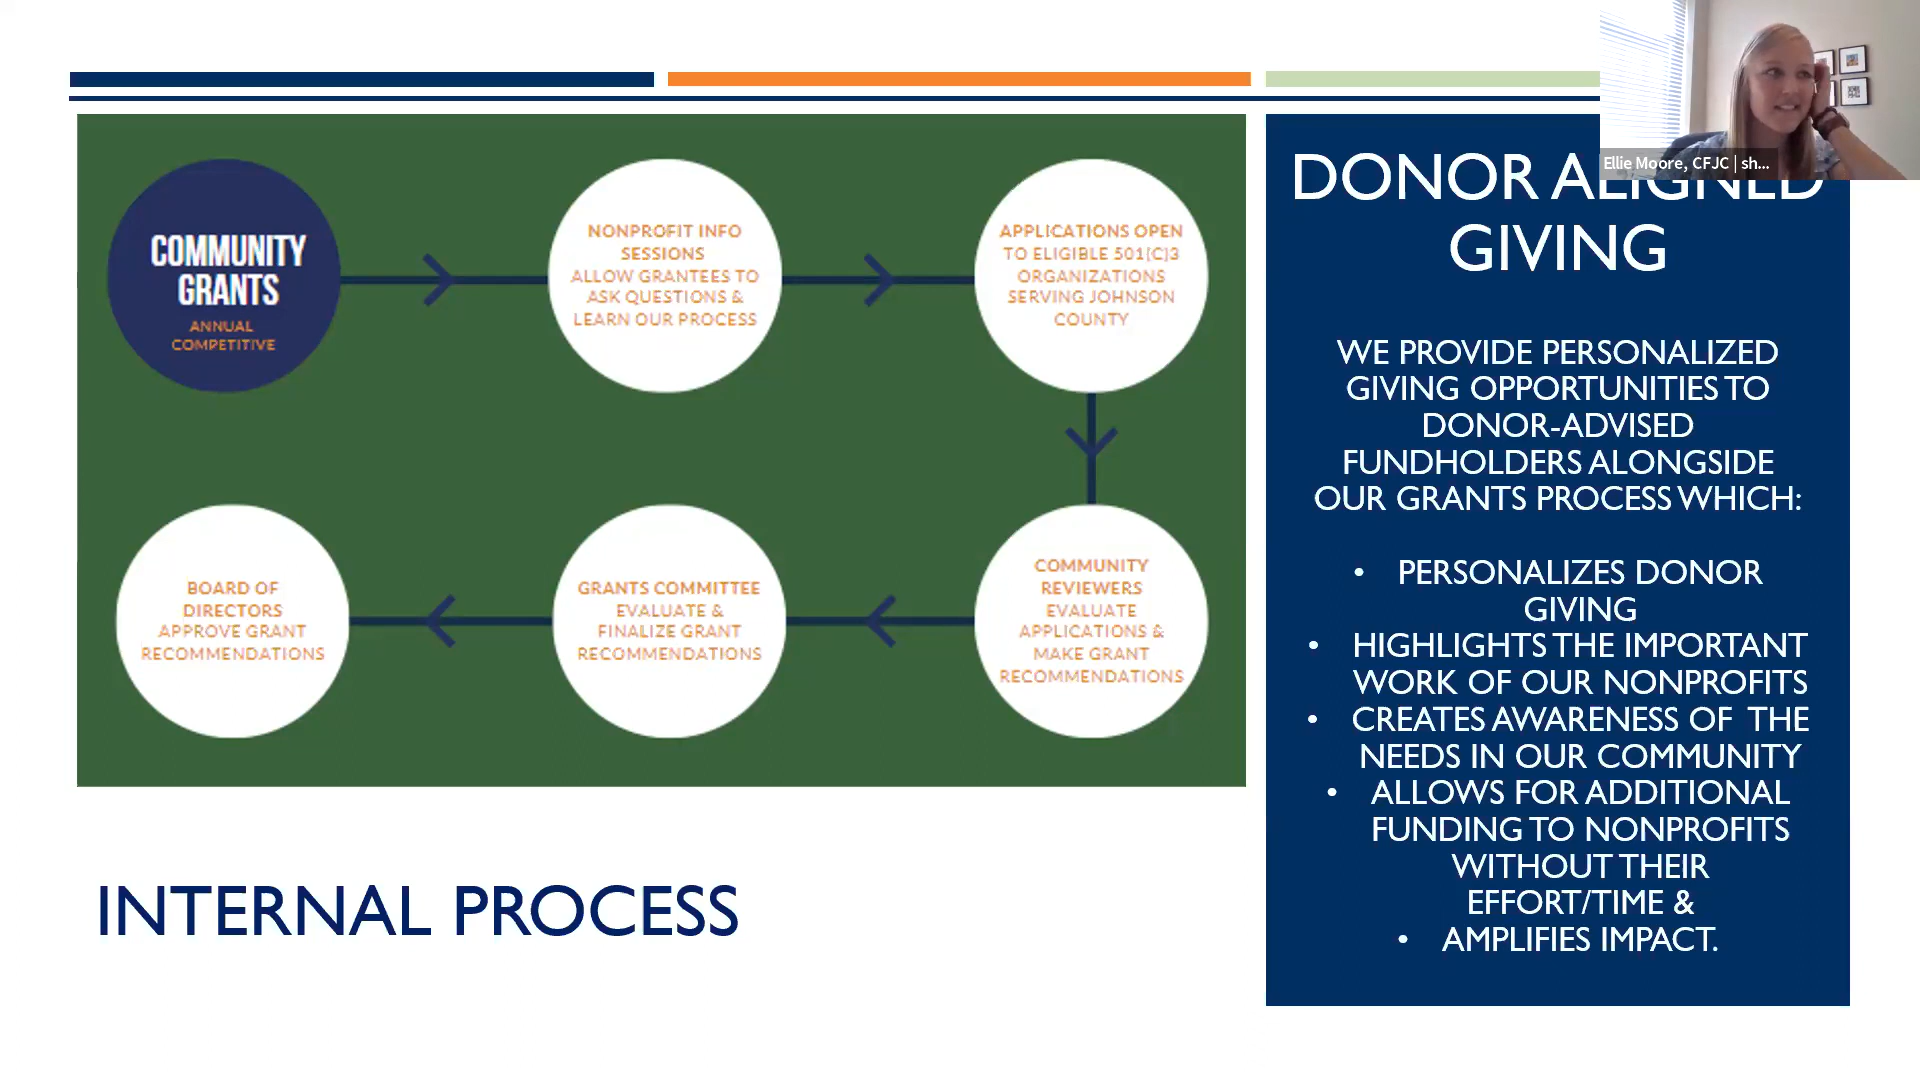 Ellie Moore, CFJC | sh...
COMMUNITY
GRANTS
ANNUAL
COMPETITIVE
NONPROFIT INFO
SESSIONS
ALLOW GRANTEES TO
ASK QUESTIONS &
LEARN OUR PROCESS
APPLICATIONS OPEN
TO ELIGIBLE 501(C)3
ORGANIZATIONS
SERVING JOHNSON
COUNTY
COMMUNITY
REVIEWERS
EVALUATE
APPLICATIONS &
MAKE GRANT
RECOMMENDATIONS
GRANTS COMMITTEE
EVALUATE &
FINALIZE GRANT
RECOMMENDATIONS
BOARD OF
DIRECTORS
APPROVE GRANT
RECOMMENDATIONS
INTERNAL PROCESS
DONOR ALIGNED
GIVING
WE PROVIDE PERSONALIZED
GIVING OPPORTUNITIES TO
DONOR-ADVISED
FUNDHOLDERS ALONGSIDE
OUR GRANTS PROCESS WHICH:
• PERSONALIZES DONOR
GIVING
• HIGHLIGHTS THE IMPORTANT
WORK OF OUR NONPROFITS
• CREATES AWARENESS OF THE
NEEDS IN OUR COMMUNITY
• ALLOWS FOR ADDITIONAL
FUNDING TO NONPROFITS
WITHOUT THEIR
EFFORT/TIME &
• AMPLIFIES IMPACT.